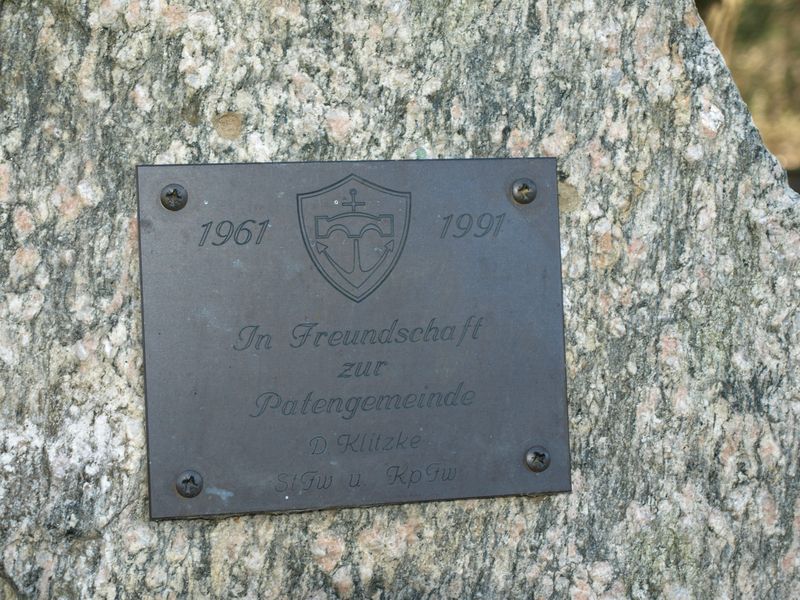 1961 1991
In Freundschaft
zur
Patengemeinde
D. Klitzke
StFw u. KpFw